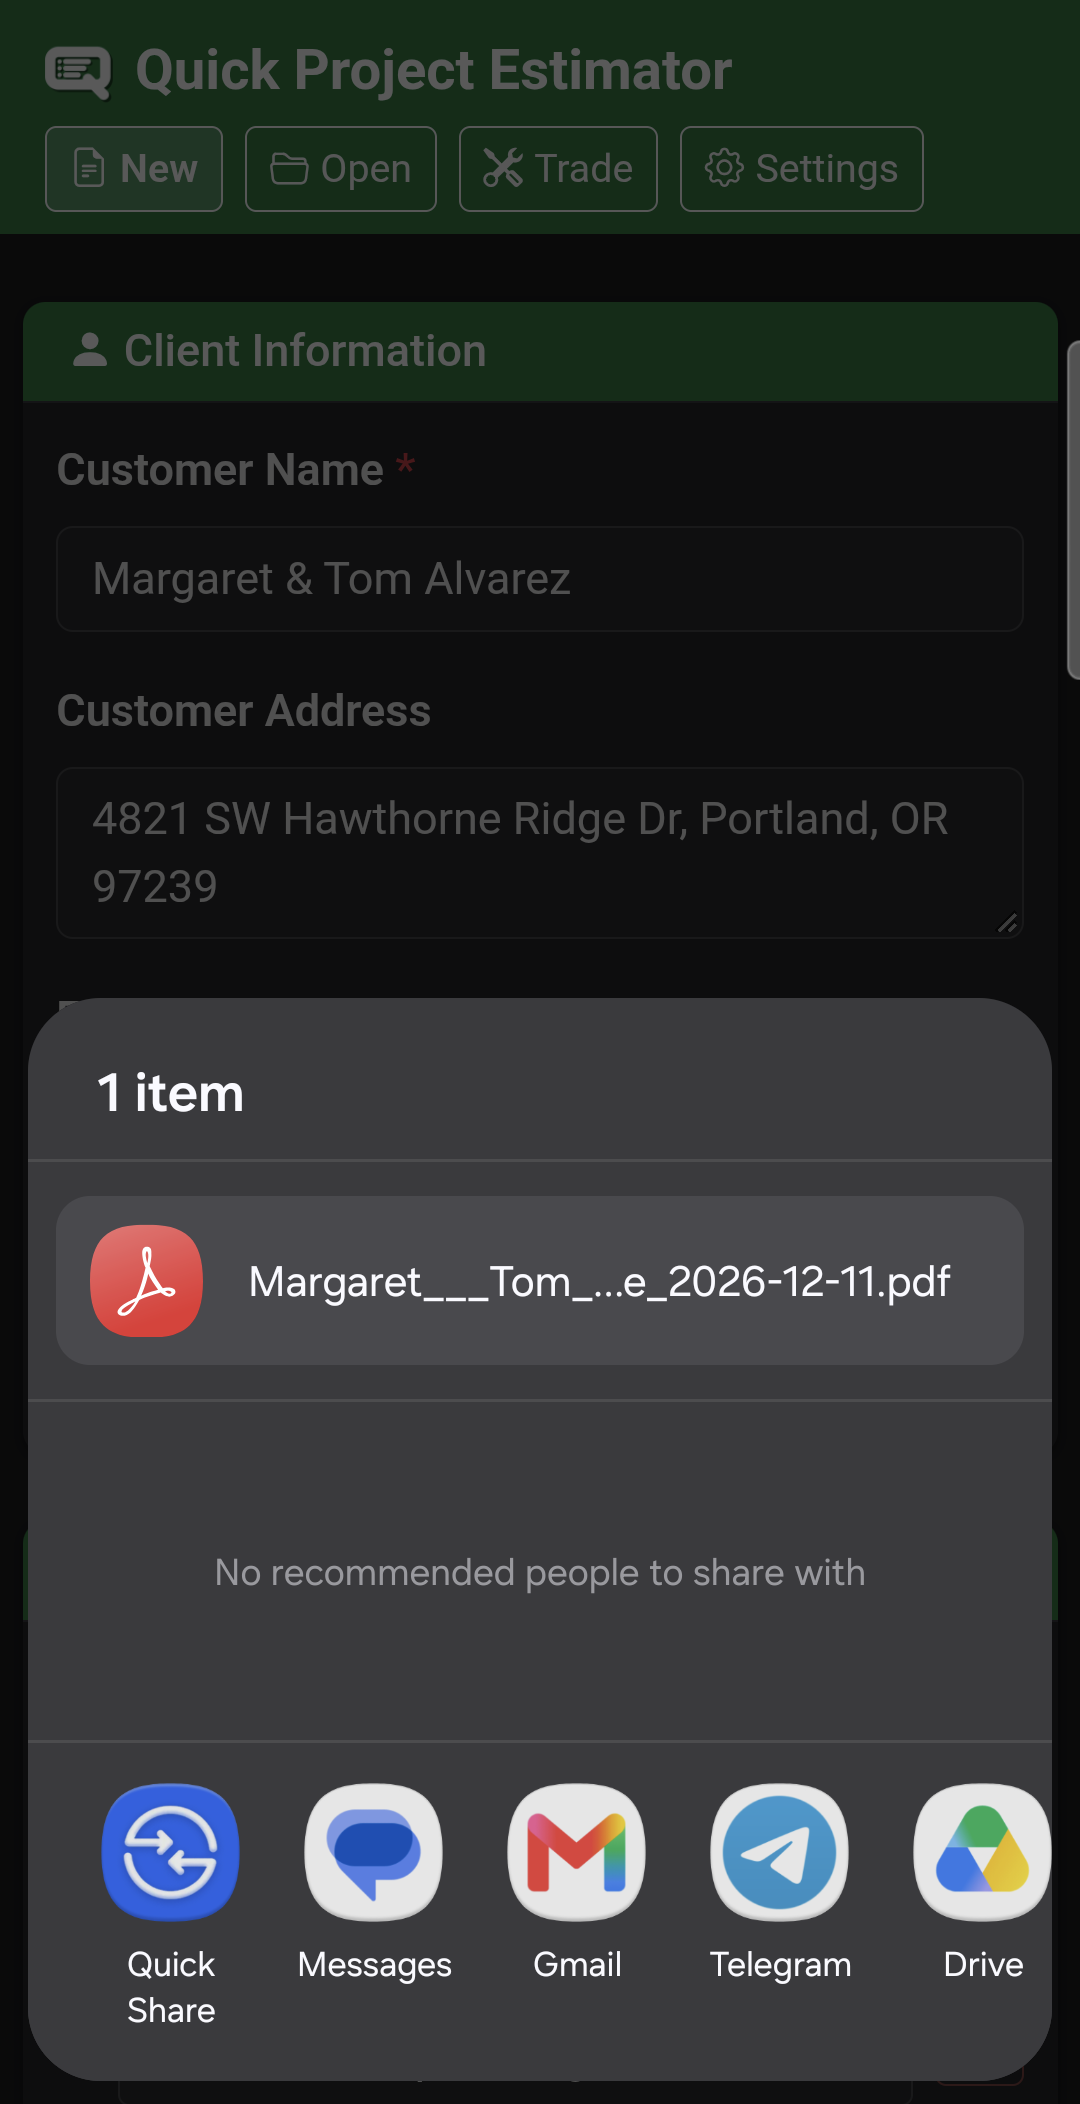 Quick Project Estimator
New
Open
Trade
Settings
Client Information
Customer Name *
Margaret & Tom Alvarez
Customer Address
4821 SW Hawthorne Ridge Dr, Portland, OR
97239
1 item
Margaret___Tom_...e_2026-12-11.pdf
No recommended people to share with
Quick
Share
Messages
Gmail
Telegram
Drive